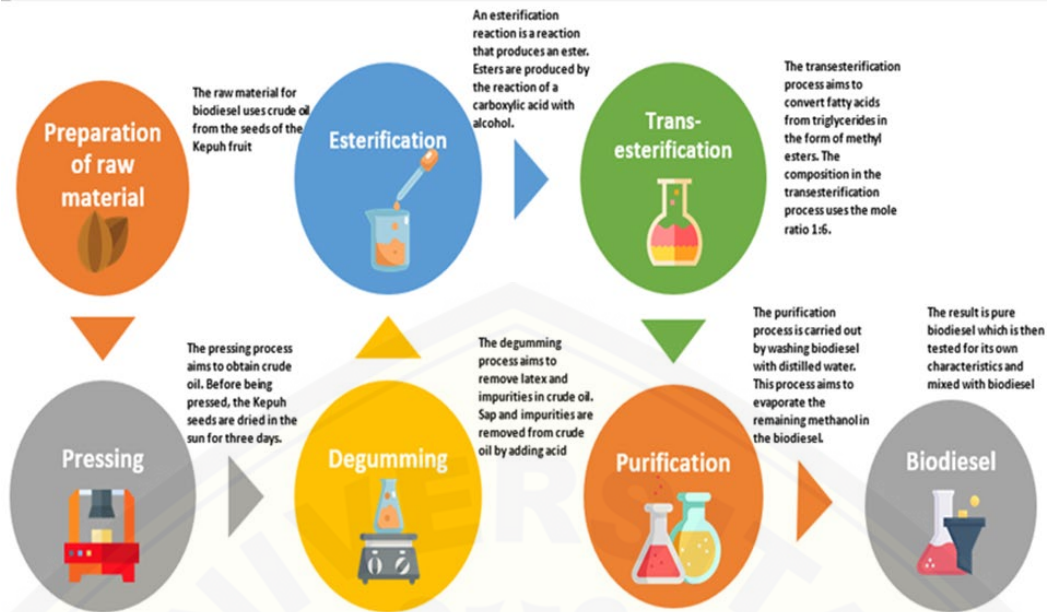 Preparation
of raw
material
The raw material for
biodiesel uses crude oil
from the seeds of the
Kepuh fruit
Pressing
The pressing process
aims to obtain crude
oil. Before being
pressed, the Kepuh
seeds are dried in the
sun for three days.
Degumming
The degumming
process aims to
remove latex and
impurities in crude oil.
Sap and impurities are
removed from crude
oil by adding acid
Esterification
An esterification
reaction is a reaction
that produces an ester.
Esters are produced by
the reaction of a
carboxylic acid with
alcohol.
Trans-
esterification
The transesterification
process aims to
convert fatty acids
from triglycerides in
the form of methyl
esters. The
composition in the
transesterification
process uses the mole
ratio 1:6.
Purification
The purification
process is carried out
by washing biodiesel
with distilled water.
This process aims to
evaporate the
remaining methanol in
the biodiesel.
Biodiesel
The result is pure
biodiesel which is then
tested for its own
characteristics and
mixed with biodiesel